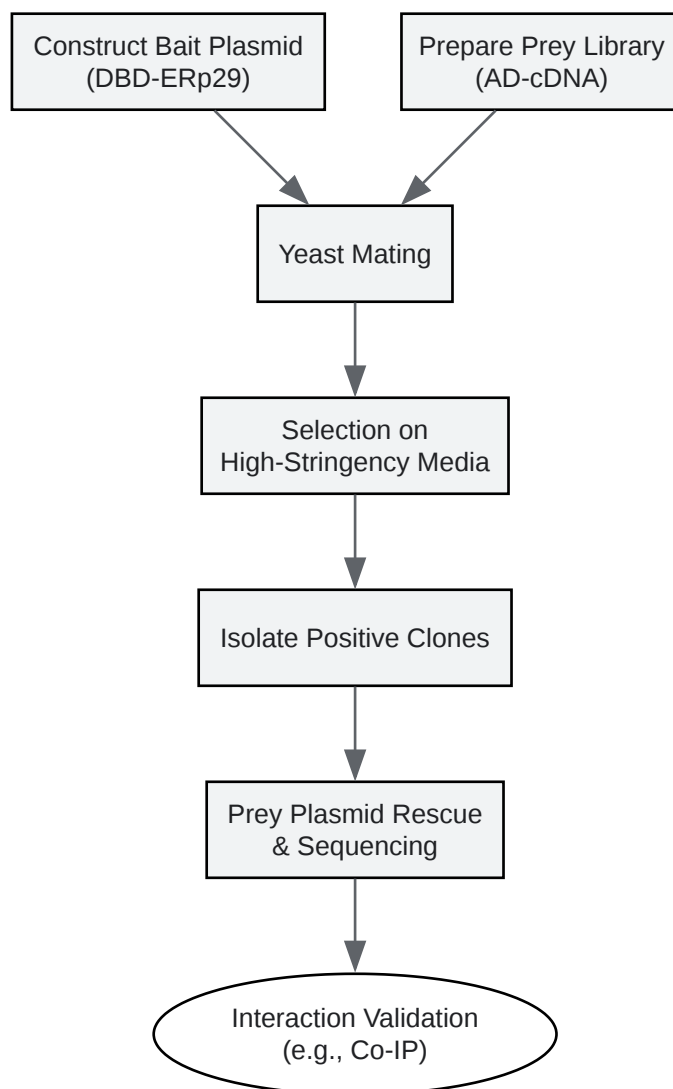 Construct Bait Plasmid
(DBD-ERp29)
Prepare Prey Library
(AD-cDNA)
Yeast Mating
Selection on
High-Stringency Media
Isolate Positive Clones
Prey Plasmid Rescue
& Sequencing
Interaction Validation
(e.g., Co-IP)